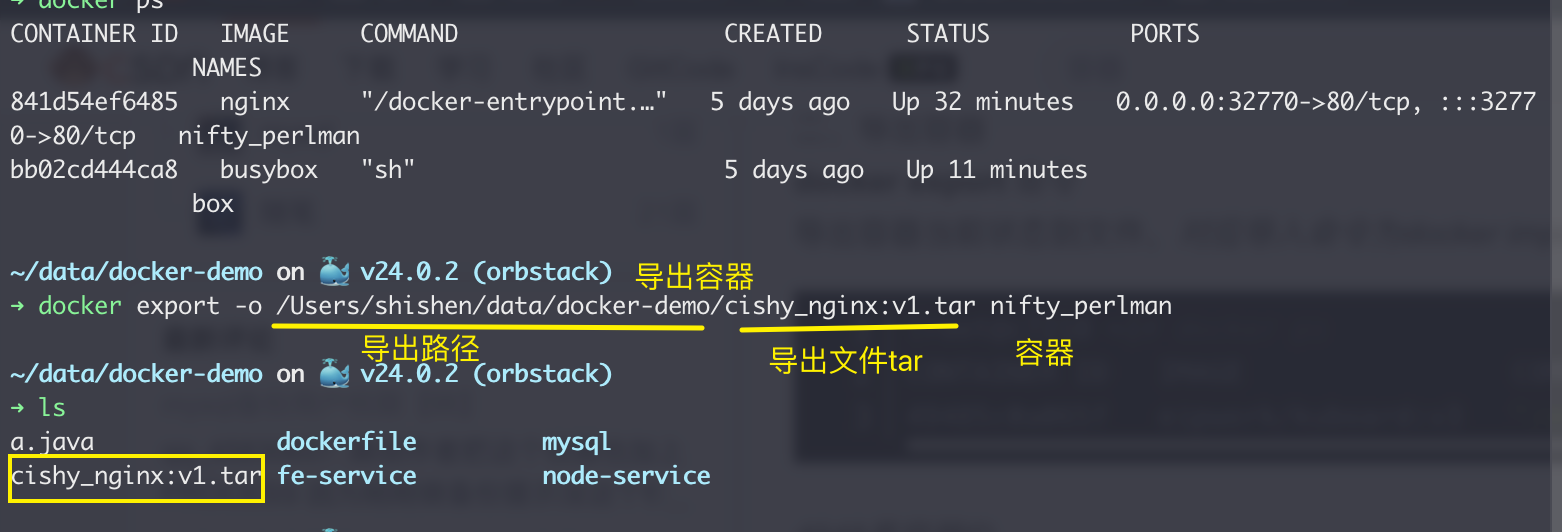 → docker ps
CONTAINER ID   IMAGE     COMMAND                   CREATED      STATUS          PORTS
             NAMES
841d54ef6485   nginx     "/docker-entrypoint.…"   5 days ago   Up 32 minutes   0.0.0.0:32770->80/tcp, :::3277
0->80/tcp   nifty_perlman
bb02cd444ca8   busybox   "sh"                      5 days ago   Up 11 minutes
             box
~/data/docker-demo on 🐳 v24.0.2 (orbstack) 导出容器
→ docker export -o /Users/shishen/data/docker-demo/cishy_nginx:v1.tar nifty_perlman
导出路径 导出文件tar 容器
~/data/docker-demo on 🐳 v24.0.2 (orbstack)
→ ls
a.java             dockerfile         mysql
cishy_nginx:v1.tar fe-service         node-service